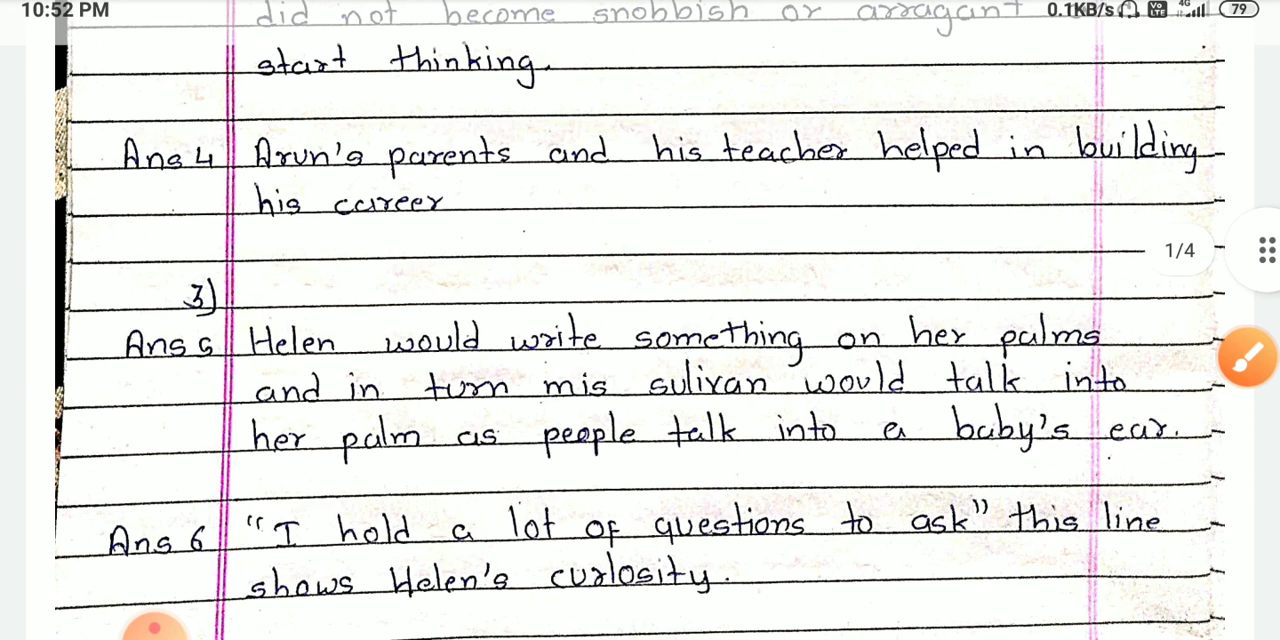 10:52 PM
0.1KB/s
Vo LTE
4G
79
did not become snobbish or arragant
start thinking.
Ans 4 Arun's parents and his teacher helped in building
his career
1/4
3)
Ans 5 Helen would write something on her palms
and in turn mis sulivan would talk into
her palm as people talk into a baby's ear.
Ans 6 "I hold a lot of questions to ask" this line
shows Helen's curlosity.